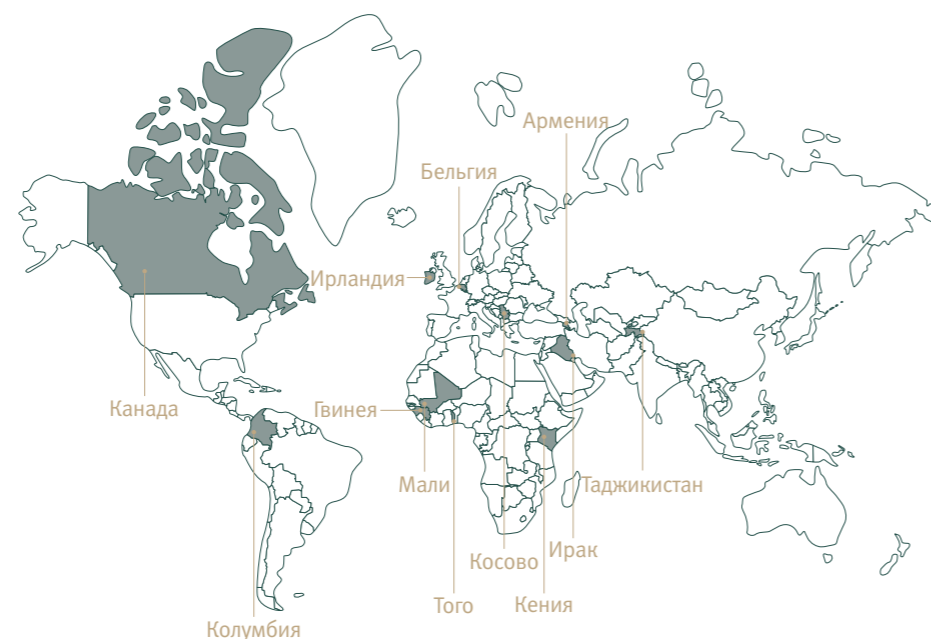 Армения
Бельгия
Ирландия
Канада
Гвинея
Мали
Таджикистан
Косово
Ирак
Того
Кения
Колумбия